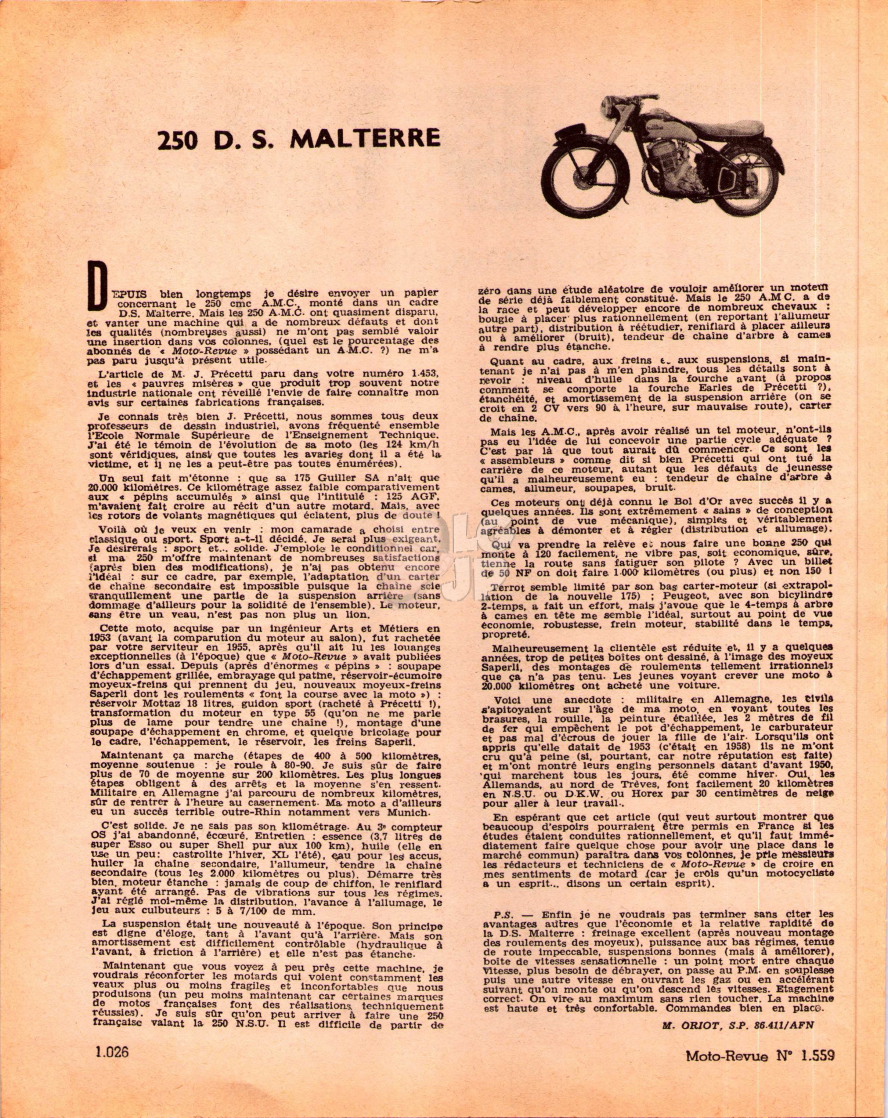 250 D. S. MALTERRE
DEPUIS bien longtemps je désire envoyer un papier
concernant le 250 cmc A.M.C. monté dans un cadre
D.S. Malterre. Mais les 250 A.M.C. ont quasiment disparu,
et vanter une machine qui a de nombreux défauts et dont
les qualités (nombreuses aussi) ne m'ont pas semblé valoir
une insertion dans vos colonnes, (quel est le pourcentage des
abonnés de « Moto-Revue » possédant un A.M.C. ?) ne m'a
pas paru jusqu'à présent utile.
L'article de M. J. Précetti paru dans votre numéro 1.453,
et les « pauvres misères » que produit trop souvent notre
industrie nationale ont réveillé l'envie de faire connaître mon
avis sur certaines fabrications françaises.
Je connais très bien J. Précetti, nous sommes tous deux
professeurs de dessin industriel, avons fréquenté ensemble
l'Ecole Normale Supérieure de l'Enseignement Technique.
J'ai été le témoin de l'évolution de sa moto (les 124 km/h
sont véridiques, ainsi que toutes les avaries dont il a été la
victime, et il ne les a peut-être pas toutes énumérées).
Un seul fait m'étonne : que sa 175 Guiller SA n'ait que
20.000 kilomètres. Ce kilométrage assez faible comparativement
aux « pépins accumulés » ainsi que l'intitulé : 125 AGF,
m'avaient fait croire au récit d'un autre motard. Mais, avec
les rotors de volants magnétiques qui éclatent, plus de doute !
Voilà où je veux en venir : mon camarade a choisi entre
classique ou sport. Sport a-t-il décidé. Je serai plus exigeant.
Je désirerais : sport et... solide. J'emploie le conditionnel car,
si ma 250 m'offre maintenant de nombreuses satisfactions
(après bien des modifications), je n'ai pas obtenu encore
l'idéal : sur ce cadre, par exemple, l'adaptation d'un carter
de chaîne secondaire est impossible puisque la chaîne scie
tranquillement une partie de la suspension arrière (sans
dommage d'ailleurs pour la solidité de l'ensemble). Le moteur,
sans être un veau, n'est pas non plus un lion.
Cette moto, acquise par un ingénieur Arts et Métiers en
1953 (avant la comparution du moteur au salon), fut rachetée
par votre serviteur en 1955, après qu'il ait lu les louanges
exceptionnelles (à l'époque) que « Moto-Revue » avait publiées
lors d'un essai. Depuis (après d'énormes « pépins » : soupape
d'échappement grillée, embrayage qui patine, réservoir-écumoire
moyeux-freins qui prennent du jeu, nouveaux moyeux-freins
Saperli dont les roulements « font la course avec la moto ») :
réservoir Mottaz 18 litres, guidon sport (racheté à Précetti !),
transformation du moteur en type 55 (qu'on ne me parle
plus de lame pour tendre une chaîne !), montage d'une
soupape d'échappement en chrome, et quelque bricolage pour
le cadre, l'échappement, le réservoir, les freins Saperli.
Maintenant ça marche (étapes de 400 à 500 kilomètres,
moyenne soutenue : je roule à 80-90. Je suis sûr de faire
plus de 70 de moyenne sur 200 kilomètres. Les plus longues
étapes obligent à des arrêts et la moyenne s'en ressent.
Militaire en Allemagne j'ai parcouru de nombreux kilomètres,
sûr de rentrer à l'heure au casernement. Ma moto a d'ailleurs
eu un succès terrible outre-Rhin notamment vers Munich.
C'est solide. Je ne sais pas son kilométrage. Au 3e compteur
OS j'ai abandonné, écœuré. Entretien : essence (3,7 litres de
super Esso ou super Shell pur aux 100 km), huile (elle en
use un peu: castrolite l'hiver, XL l'été), eau pour les accus,
huiler la chaîne secondaire, l'allumeur, tendre la chaîne
secondaire (tous les 2.000 kilomètres ou plus). Démarre très
bien, moteur étanche : jamais de coup de chiffon, le reniflard
ayant été arrangé. Pas de vibrations sur tous les régimes.
J'ai réglé moi-même la distribution, l'avance à l'allumage, le
jeu aux culbuteurs : 5 à 7/100 de mm.
La suspension était une nouveauté à l'époque. Son principe
est digne d'éloge, tant à l'avant qu'à l'arrière. Mais son
amortissement est difficilement contrôlable (hydraulique à
l'avant, à friction à l'arrière) et elle n'est pas étanche.
Maintenant que vous voyez à peu près cette machine, je
voudrais réconforter les motards qui voient constamment les
veaux plus ou moins fragiles et inconfortables que nous
produisons (un peu moins maintenant car certaines marques
de motos françaises font des réalisations techniquement
réussies). Je suis sûr qu'on peut arriver à faire une 250
française valant la 250 N.S.U. Il est difficile de partir de
zéro dans une étude aléatoire de vouloir améliorer un moteur
de série déjà faiblement constitué. Mais le 250 A.M.C. a de
la race et peut développer encore de nombreux chevaux :
bougie à placer plus rationnellement (en reportant l'allumeur
autre part), distribution à réétudier, reniflard à placer ailleurs
ou à améliorer (bruit), tendeur de chaîne d'arbre à cames
à rendre plus étanche.
Quant au cadre, aux freins et aux suspensions, si main-
tenant je n'ai pas à m'en plaindre, tous les détails sont à
revoir : niveau d'huile dans la fourche avant (à propos
comment se comporte la fourche Earles de Précetti ?),
étanchéité, et amortissement de la suspension arrière (on se
croit en 2 CV vers 90 à l'heure, sur mauvaise route), carter
de chaîne.
Mais les A.M.C., après avoir réalisé un tel moteur, n'ont-ils
pas eu l'idée de lui concevoir une partie cycle adéquate ?
C'est par là que tout aurait dû commencer. Ce sont les
« assembleurs » comme dit si bien Précetti qui ont tué la
carrière de ce moteur, autant que les défauts de jeunesse
qu'il a malheureusement eu : tendeur de chaîne d'arbre à
cames, allumeur, soupapes, bruit.
Ces moteurs ont déjà connu le Bol d'Or avec succès il y a
quelques années. Ils sont extrêmement « sains » de conception
(au point de vue mécanique), simples et véritablement
agréables à démonter et à régler (distribution et allumage).
Qui va prendre la relève et nous faire une bonne 250 qui
monte à 120 facilement, ne vibre pas, soit economique, sûre,
tienne la route sans fatiguer son pilote ? Avec un billet
de 50 NF on doit faire 1.000 kilomètres (ou plus) et non 150 !
Terrot semble limité par son bas carter-moteur (si extrapo-
lation de la nouvelle 175) ; Peugeot, avec son bicylindre
2-temps, a fait un effort, mais j'avoue que le 4-temps à arbre
à cames en tête me semble l'idéal, surtout au point de vue
économie, robustesse, frein moteur, stabilité dans le temps,
propreté.
Malheureusement la clientèle est réduite et, il y a quelques
années, trop de petites boîtes ont dessiné, à l'image des moyeux
Saperli, des montages de roulements tellement irrationnels
que ça n'a pas tenu. Les jeunes voyant crever une moto à
20.000 kilomètres ont acheté une voiture.
Voici une anecdote : militaire en Allemagne, les civils
s'apitoyaient sur l'âge de ma moto, en voyant toutes les
brasures, la rouille, la peinture écaillée, les 2 mètres de fil
de fer qui empêchent le pot d'échappement, le carburateur
et pas mal d'écrous de jouer la fille de l'air. Lorsqu'ils ont
appris qu'elle datait de 1953 (c'était en 1958) ils ne m'ont
cru qu'à peine (si, pourtant, car notre réputation est faite)
et m'ont montré leurs engins personels datant d'avant 1950,
qui marchent tous les jours, été comme hiver. Oui, les
Allemands, au nord de Trèves, font facilement 20 kilomètres
en N.S.U. ou D.K.W. ou Horex par 30 centimètres de neige
pour aller à leur travail.
En espérant que cet article (qui veut surtout montrer que
beaucoup d'espoirs pourraient être permis en France si les
études étaient conduites rationnellement, et qu'il faut immé-
diatement faire quelque chose pour avoir une place dans le
marché commun) paraîtra dans vos colonnes, je prie messieurs
les rédacteurs et techniciens de « Moto-Revue » de croire en
mes sentiments de motard (car je crois qu'un motocycliste
a un esprit... disons un certain esprit).
P.S. — Enfin je ne voudrais pas terminer sans citer les
avantages autres que l'économie et la relative rapidité de
la D.S. Malterre : freinage excellent (après nouveau montage
des roulements des moyeux), puissance aux bas régimes, tenue
de route impeccable, suspensions bonnes (mais à améliorer),
boîte de vitesses sensationnelle : un point mort entre chaque
vitesse, plus besoin de débrayer, on passe au P.M. en souplesse
puis une autre vitesse en ouvrant les gaz ou en accélérant
suivant qu'on monte ou qu'on descend les vitesses. Etagement
correct. On vire au maximum sans rien toucher. La machine
est haute et très confortable. Commandes bien en place.
M. ORIOT, S.P. 86.411/AFN
1.026
Moto-Revue N° 1.559